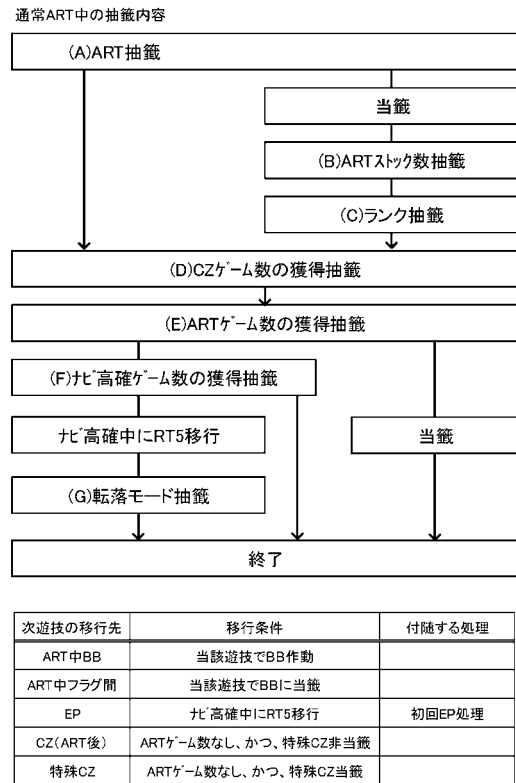 通常ART中の抽籤内容
(A)ART抽籤
当籤
(B)ARTｽﾄｯｸ数抽籤
(C)ランク抽籤
(D)CZｹﾞｰﾑ数の獲得抽籤
(E)ARTｹﾞｰﾑ数の獲得抽籤
(F)ﾅﾋﾞ高確ｹﾞｰﾑ数の獲得抽籤
ﾅﾋﾞ高確中にRT5移行
当籤
(G)転落モード抽籤
終了
次遊技の移行先 移行条件 付随する処理
ART中BB 当該遊技でBB作動
ART中フラグ間 当該遊技でBBに当籤
EP ﾅﾋﾞ高確中にRT5移行 初回EP処理
CZ(ART後) ARTｹﾞｰﾑ数なし、かつ、特殊CZ非当籤
特殊CZ ARTｹﾞｰﾑ数なし、かつ、特殊CZ当籤